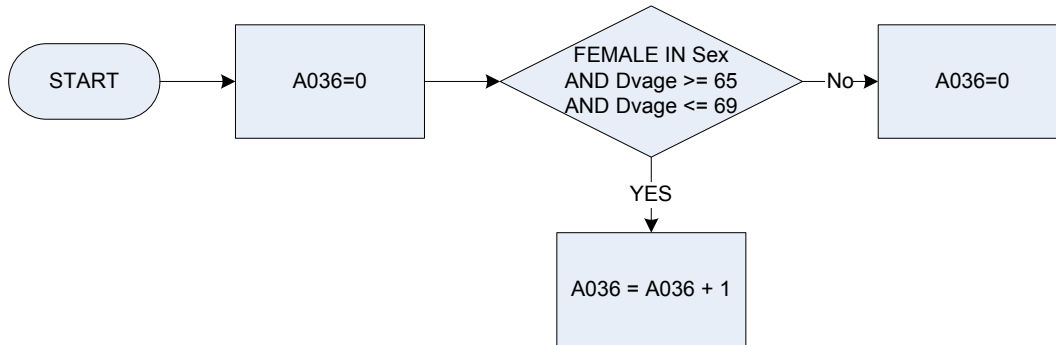 START
A036=0
FEMALE IN Sex
AND Dvage >= 65
AND Dvage <= 69
No
A036=0
YES
A036 = A036 + 1